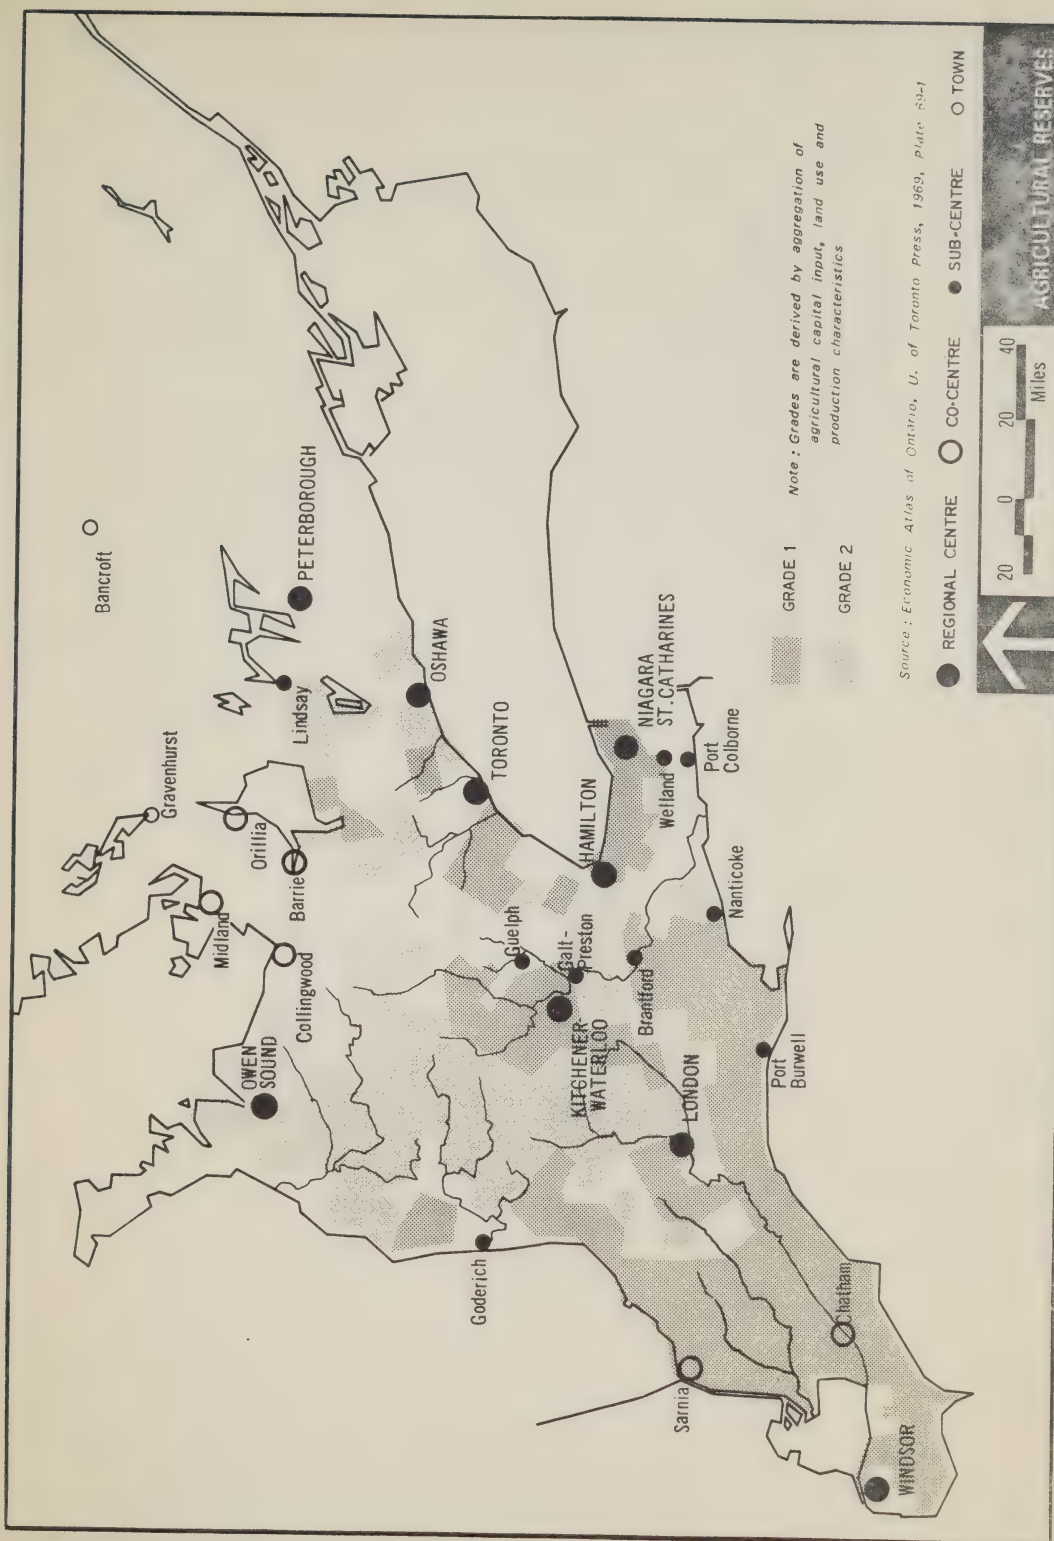 Bancroft
Gravenhurst
PETERBOROUGH
Lindsay
Orillia
Barrie
Midland
Collingwood
OWEN
SOUND
OSHAWA
TORONTO
Guelph
Galt-
Preston
KITCHENER-
WATERLOO
HAMILTON
NIAGARA
ST. CATHARINES
Welland
Port
Colborne
Brantford
Nanticoke
Port
Burwell
LONDON
Goderich
Sarnia
Chatham
WINDSOR
GRADE 1
GRADE 2
Note : Grades are derived by aggregation of
agricultural capital input, land use and
production characteristics
Source : Economic Atlas of Ontario, U. of Toronto Press, 1969, Plate 69-1
REGIONAL CENTRE CO-CENTRE SUB-CENTRE TOWN
20 0 20 40
Miles
AGRICULTURAL RESERVES